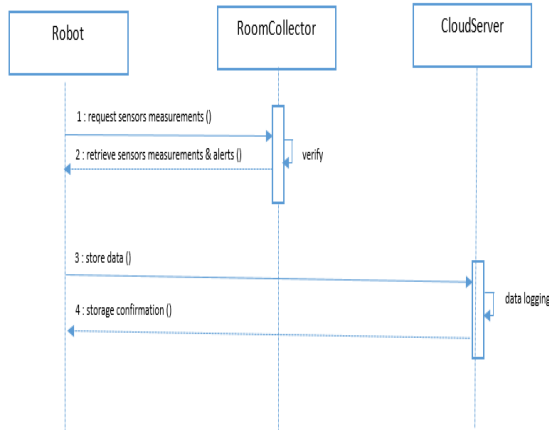 Robot
RoomCollector
CloudServer
1 : request sensors measurements ()
2 : retrieve sensors measurements & alerts ()
verify
3 : store data ()
data logging
4 : storage confirmation ()